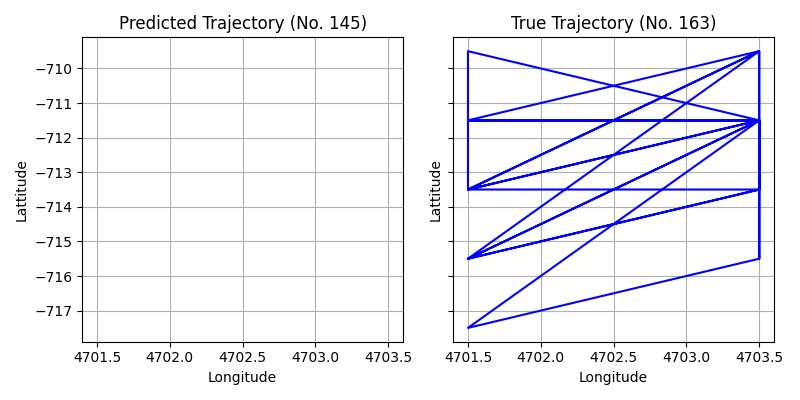 Predicted Trajectory (No. 145)
True Trajectory (No. 163)
−710
−711
−712
−713
−714
−715
−716
−717
Lattitude
Lattitude
4701.5 4702.0 4702.5 4703.0 4703.5
4701.5 4702.0 4702.5 4703.0 4703.5
Longitude
Longitude